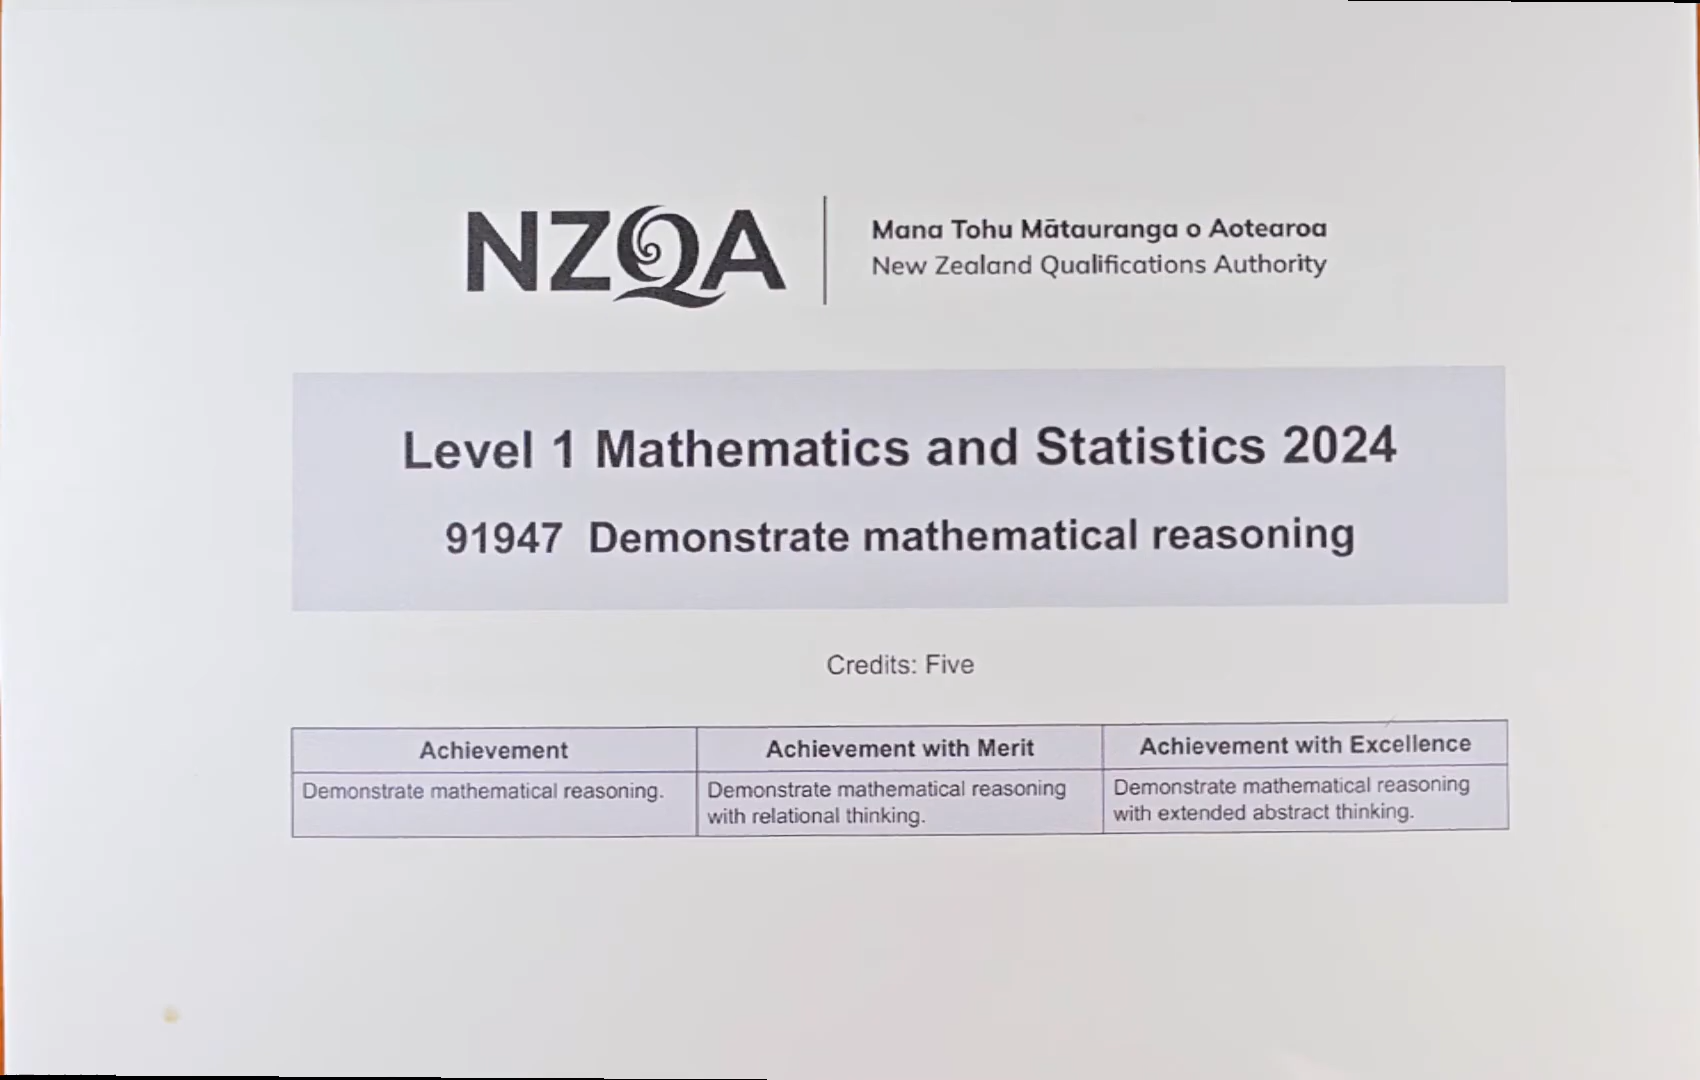 NZQA
Mana Tohu Mātauranga o Aotearoa
New Zealand Qualifications Authority
Level 1 Mathematics and Statistics 2024
91947 Demonstrate mathematical reasoning
Credits: Five
Achievement
Achievement with Merit
Achievement with Excellence
Demonstrate mathematical reasoning.
Demonstrate mathematical reasoning
with relational thinking.
Demonstrate mathematical reasoning
with extended abstract thinking.